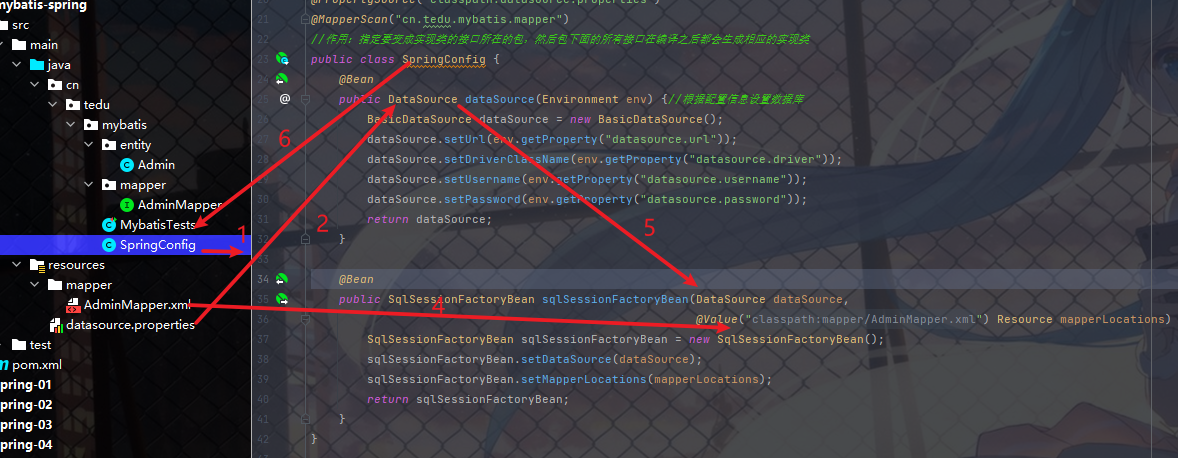 mybatis-spring
src
main
java
cn
tedu
mybatis
entity
Admin
mapper
AdminMapper
MybatisTests
SpringConfig
resources
mapper
AdminMapper.xml
datasource.properties
test
pom.xml
pring-01
pring-02
pring-03
pring-04
1
2
4
5
6
21 @MapperScan("cn.tedu.mybatis.mapper")
22 //作用：指定要变成实现类的接口所在的包，然后包下面的所有接口在编译之后都会生成相应的实现类
23 public class SpringConfig {
24 @Bean
25 @ public DataSource dataSource(Environment env) {//根据配置信息设置数据库
26 BasicDataSource dataSource = new BasicDataSource();
dataSource.setUrl(env.getProperty("datasource.url"));
28 dataSource.setDriverClassName(env.getProperty("datasource.driver"));
29 dataSource.setUsername(env.getProperty("datasource.username"));
30 dataSource.setPassword(env.getProperty("datasource.password"));
31 return dataSource;
32 }
33
34 @Bean
35 public SqlSessionFactoryBean sqlSessionFactoryBean(DataSource dataSource,
36 @Value("classpath:mapper/AdminMapper.xml") Resource mapperLocations)
37 SqlSessionFactoryBean sqlSessionFactoryBean = new SqlSessionFactoryBean();
38 sqlSessionFactoryBean.setDataSource(dataSource);
39 sqlSessionFactoryBean.setMapperLocations(mapperLocations);
40 return sqlSessionFactoryBean;
41 }
42 }